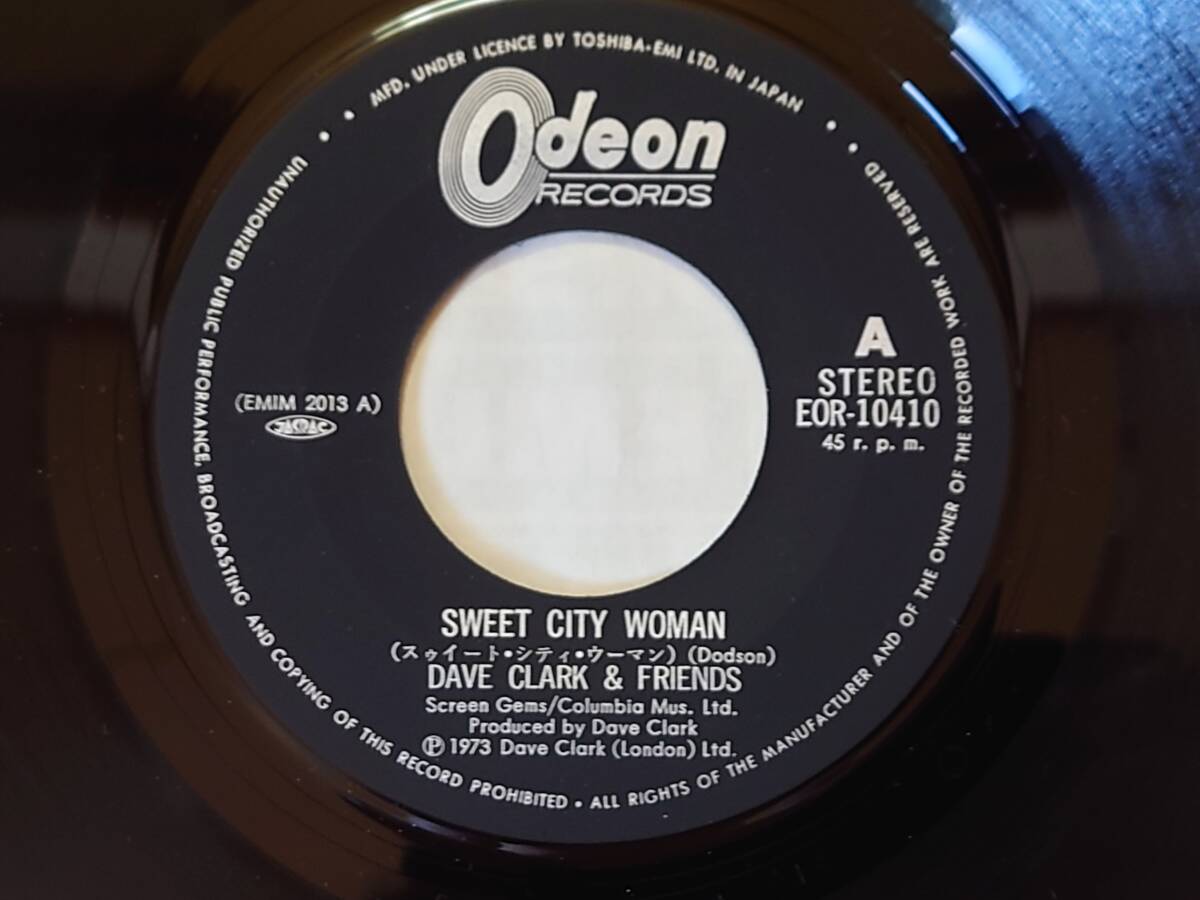 MFD. UNDER LICENCE BY TOSHIBA-EMI LTD. IN JAPAN
Odeon
RECORDS
A
STEREO
EOR-10410
45 r. p. m.
(EMIM 2013 A)
JASRAC
SWEET CITY WOMAN
(スゥイート・シティ・ウーマン) (Dodson)
DAVE CLARK & FRIENDS
Screen Gems/Columbia Mus. Ltd.
Produced by Dave Clark
Ⓟ 1973 Dave Clark (London) Ltd.
UNAUTHORIZED PUBLIC PERFORMANCE, BROADCASTING AND COPYING OF THIS RECORD PROHIBITED • ALL RIGHTS OF THE MANUFACTURER AND OF THE OWNER OF THE RECORDED WORK ARE RESERVED